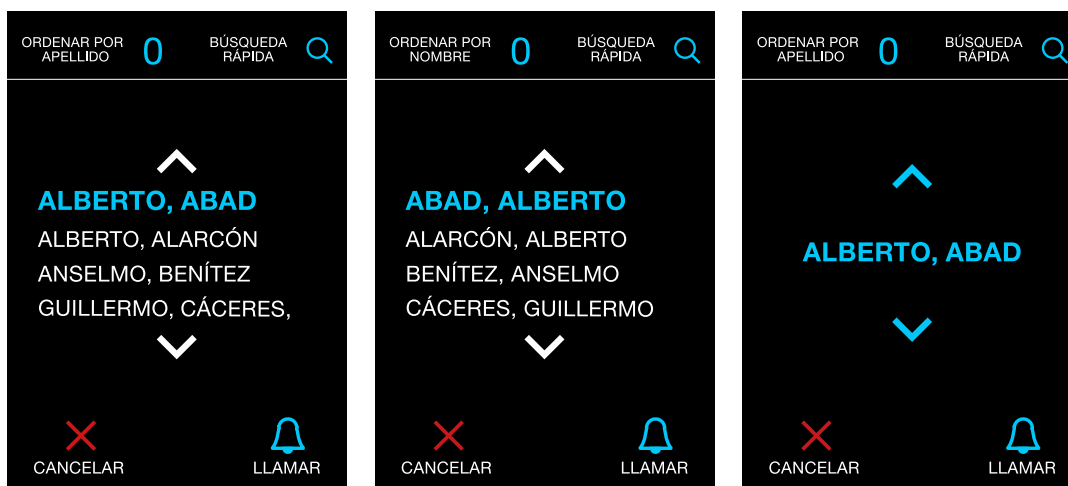 ORDENAR POR
APELLIDO
0
BÚSQUEDA
RÁPIDA
ALBERTO, ABAD
ALBERTO, ALARCÓN
ANSELMO, BENÍTEZ
GUILLERMO, CÁCERES,
CANCELAR
LLAMAR
ORDENAR POR
NOMBRE
0
BÚSQUEDA
RÁPIDA
ABAD, ALBERTO
ALARCÓN, ALBERTO
BENÍTEZ, ANSELMO
CÁCERES, GUILLERMO
CANCELAR
LLAMAR
ORDENAR POR
APELLIDO
0
BÚSQUEDA
RÁPIDA
ALBERTO, ABAD
CANCELAR
LLAMAR